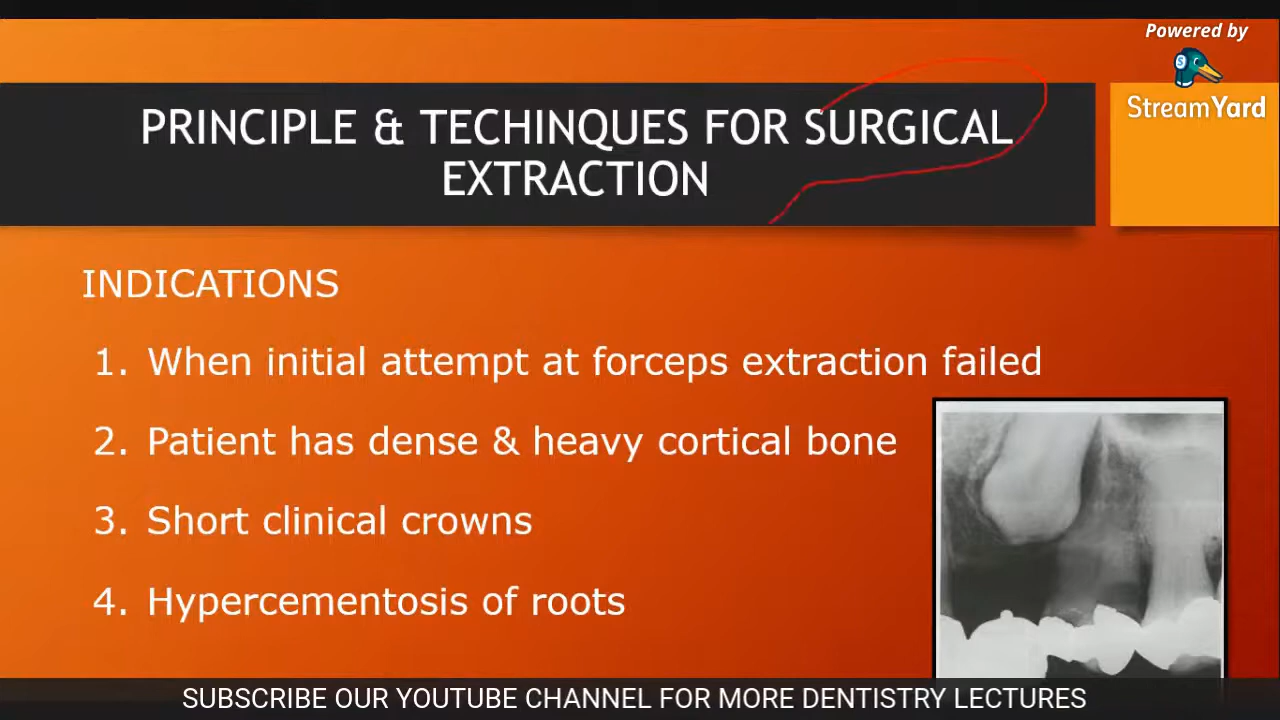 Powered by
StreamYard
PRINCIPLE & TECHINQUES FOR SURGICAL
EXTRACTION
INDICATIONS
1. When initial attempt at forceps extraction failed
2. Patient has dense & heavy cortical bone
3. Short clinical crowns
4. Hypercementosis of roots
SUBSCRIBE OUR YOUTUBE CHANNEL FOR MORE DENTISTRY LECTURES